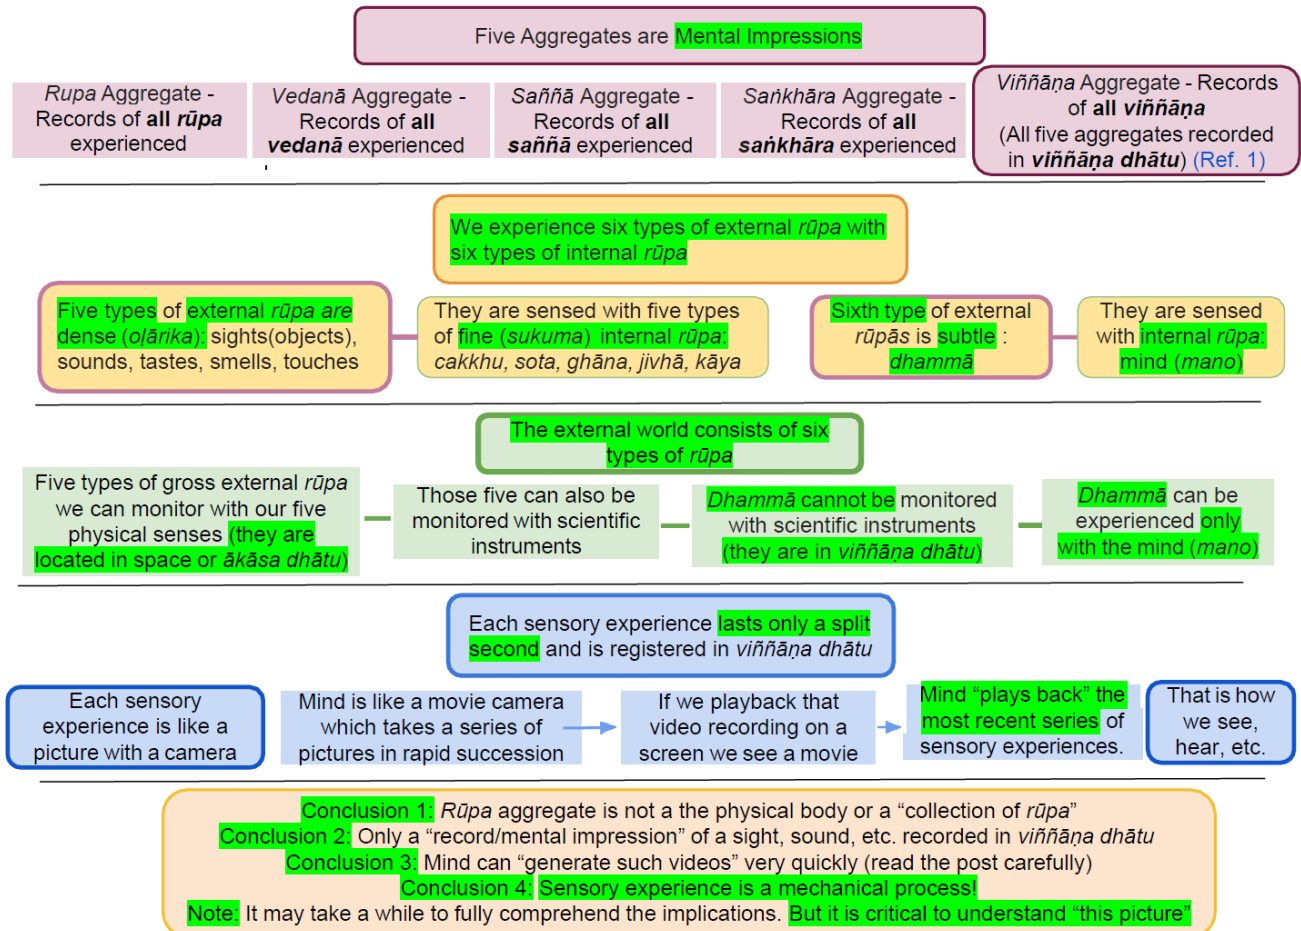 Five Aggregates are Mental Impressions
Rupa Aggregate -
Records of all rūpa
experienced
Vedanā Aggregate -
Records of all
vedanā experienced
Saññā Aggregate -
Records of all
saññā experienced
Saṅkhāra Aggregate -
Records of all
saṅkhāra experienced
Viññāṇa Aggregate - Records
of all viññāṇa
(All five aggregates recorded
in viññāṇa dhātu) (Ref. 1)
We experience six types of external rūpa with
six types of internal rūpa
Five types of external rūpa are
dense (oḷārika): sights(objects),
sounds, tastes, smells, touches
They are sensed with five types
of fine (sukuma) internal rūpa:
cakkhu, sota, ghāna, jivhā, kāya
Sixth type of external
rūpās is subtle :
dhammā
They are sensed
with internal rūpa:
mind (mano)
The external world consists of six
types of rūpa
Five types of gross external rūpa
we can monitor with our five
physical senses (they are
located in space or ākāsa dhātu)
Those five can also be
monitored with scientific
instruments
Dhammā cannot be monitored
with scientific instruments
(they are in viññāṇa dhātu)
Dhammā can be
experienced only
with the mind (mano)
Each sensory experience lasts only a split
second and is registered in viññāṇa dhātu
Each sensory
experience is like a
picture with a camera
Mind is like a movie camera
which takes a series of
pictures in rapid succession
If we playback that
video recording on a
screen we see a movie
Mind “plays back” the
most recent series of
sensory experiences.
That is how
we see,
hear, etc.
Conclusion 1: Rūpa aggregate is not a the physical body or a “collection of rūpa”
Conclusion 2: Only a “record/mental impression” of a sight, sound, etc. recorded in viññāṇa dhātu
Conclusion 3: Mind can “generate such videos” very quickly (read the post carefully)
Conclusion 4: Sensory experience is a mechanical process!
Note: It may take a while to fully comprehend the implications. But it is critical to understand “this picture”